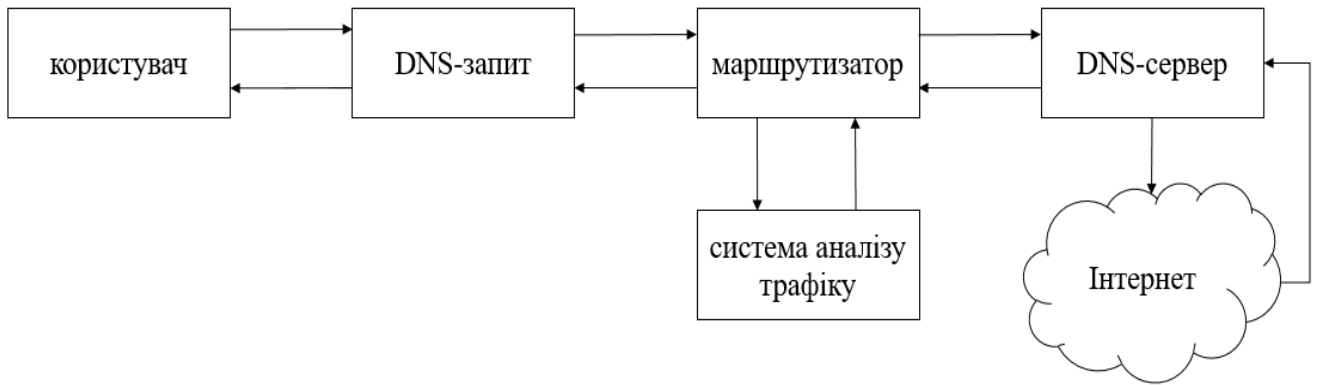 користувач
DNS-запит
маршрутизатор
DNS-сервер
система аналізу
трафіку
Інтернет